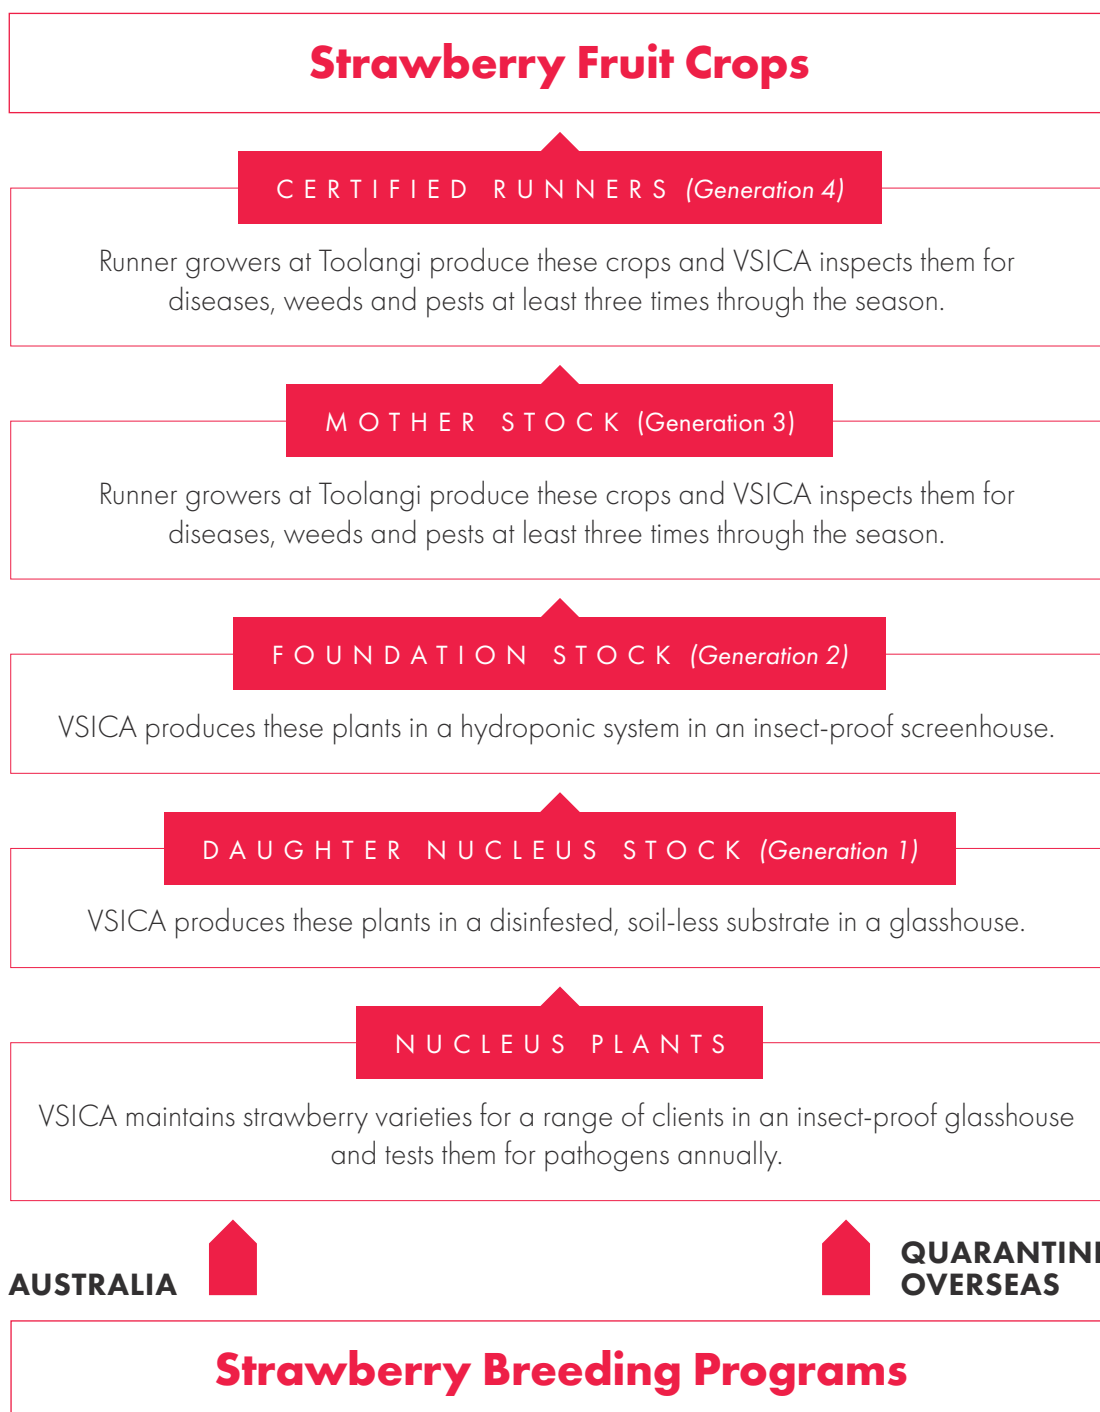 Strawberry Fruit Crops
CERTIFIED RUNNERS (Generation 4)
Runner growers at Toolangi produce these crops and VSICA inspects them for
diseases, weeds and pests at least three times through the season.
MOTHER STOCK (Generation 3)
Runner growers at Toolangi produce these crops and VSICA inspects them for
diseases, weeds and pests at least three times through the season.
FOUNDATION STOCK (Generation 2)
VSICA produces these plants in a hydroponic system in an insect-proof screenhouse.
DAUGHTER NUCLEUS STOCK (Generation 1)
VSICA produces these plants in a disinfested, soil-less substrate in a glasshouse.
NUCLEUS PLANTS
VSICA maintains strawberry varieties for a range of clients in an insect-proof glasshouse
and tests them for pathogens annually.
AUSTRALIA
QUARANTINE
OVERSEAS
Strawberry Breeding Programs